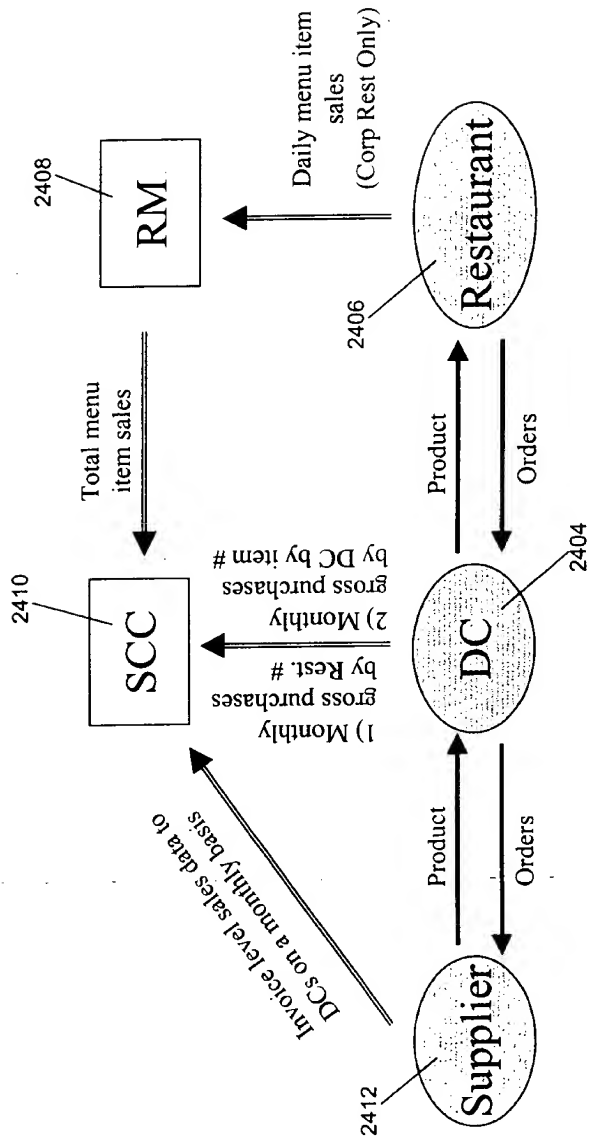 2408
RM
Daily menu item
sales
(Corp Rest Only)
Restaurant
2406
Total menu
item sales
Product
Orders
2410
SCC
1) Monthly
gross purchases
by Rest. #
2) Monthly
gross purchases
by DC by item #
DC
2404
Invoice level sales data to
DCs on a monthly basis
Product
Orders
Supplier
2412